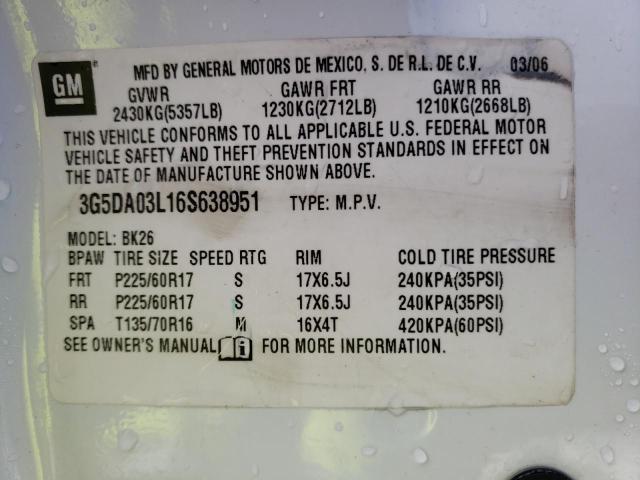 GM
MFD BY GENERAL MOTORS DE MEXICO, S. DE R.L. DE C.V. 03/06
GVWR GAWR FRT GAWR RR
2430KG(5357LB) 1230KG(2712LB) 1210KG(2668LB)
THIS VEHICLE CONFORMS TO ALL APPLICABLE U.S. FEDERAL MOTOR
VEHICLE SAFETY AND THEFT PREVENTION STANDARDS IN EFFECT ON
THE DATE OF MANUFACTURE SHOWN ABOVE.
3G5DA03L16S638951 TYPE: M.P.V.
MODEL: BK26
BPAW TIRE SIZE SPEED RTG RIM COLD TIRE PRESSURE
FRT P225/60R17 S 17X6.5J 240KPA(35PSI)
RR P225/60R17 S 17X6.5J 240KPA(35PSI)
SPA T135/70R16 M 16X4T 420KPA(60PSI)
SEE OWNER'S MANUAL i FOR MORE INFORMATION.